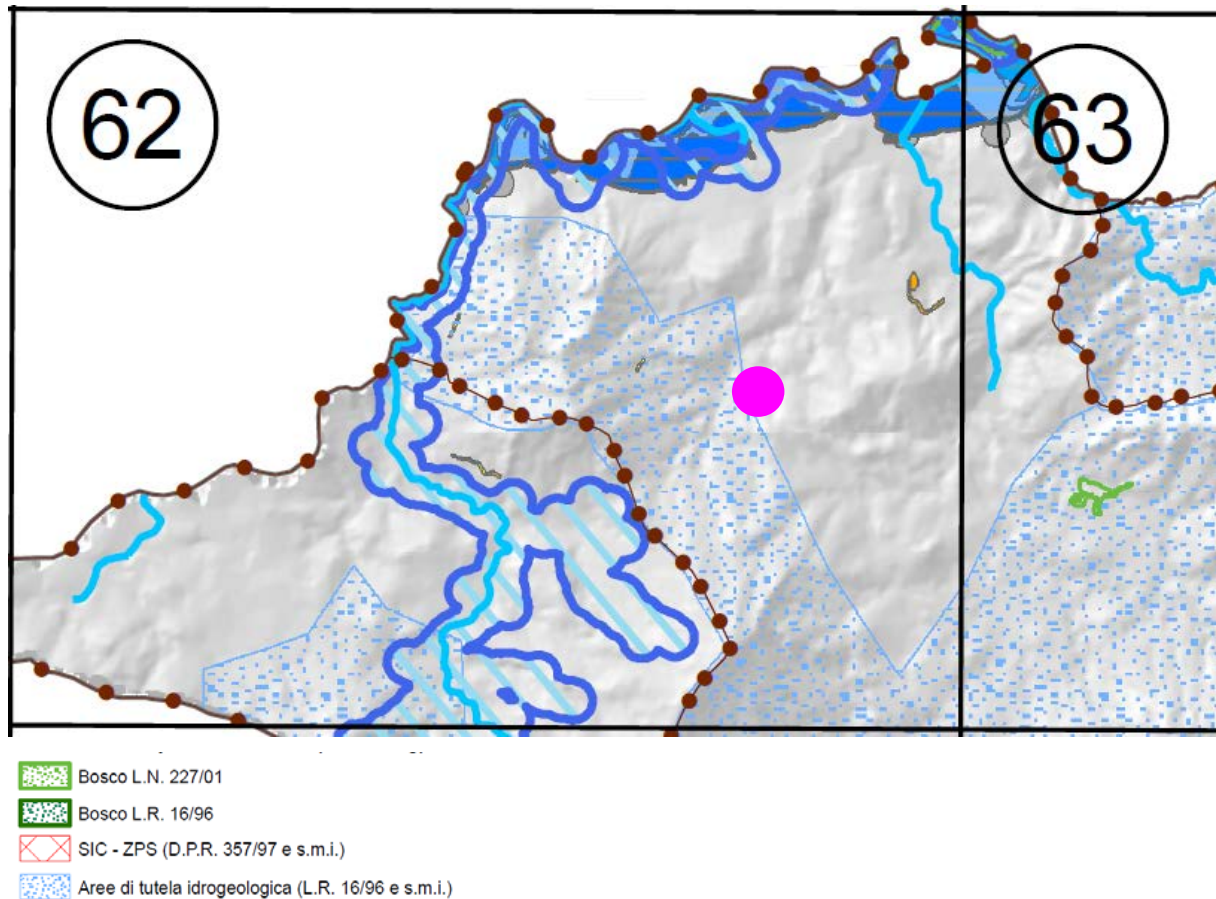 62
63
Bosco L.N. 227/01
Bosco L.R. 16/96
SIC - ZPS (D.P.R. 357/97 e s.m.i.)
Aree di tutela idrogeologica (L.R. 16/96 e s.m.i.)